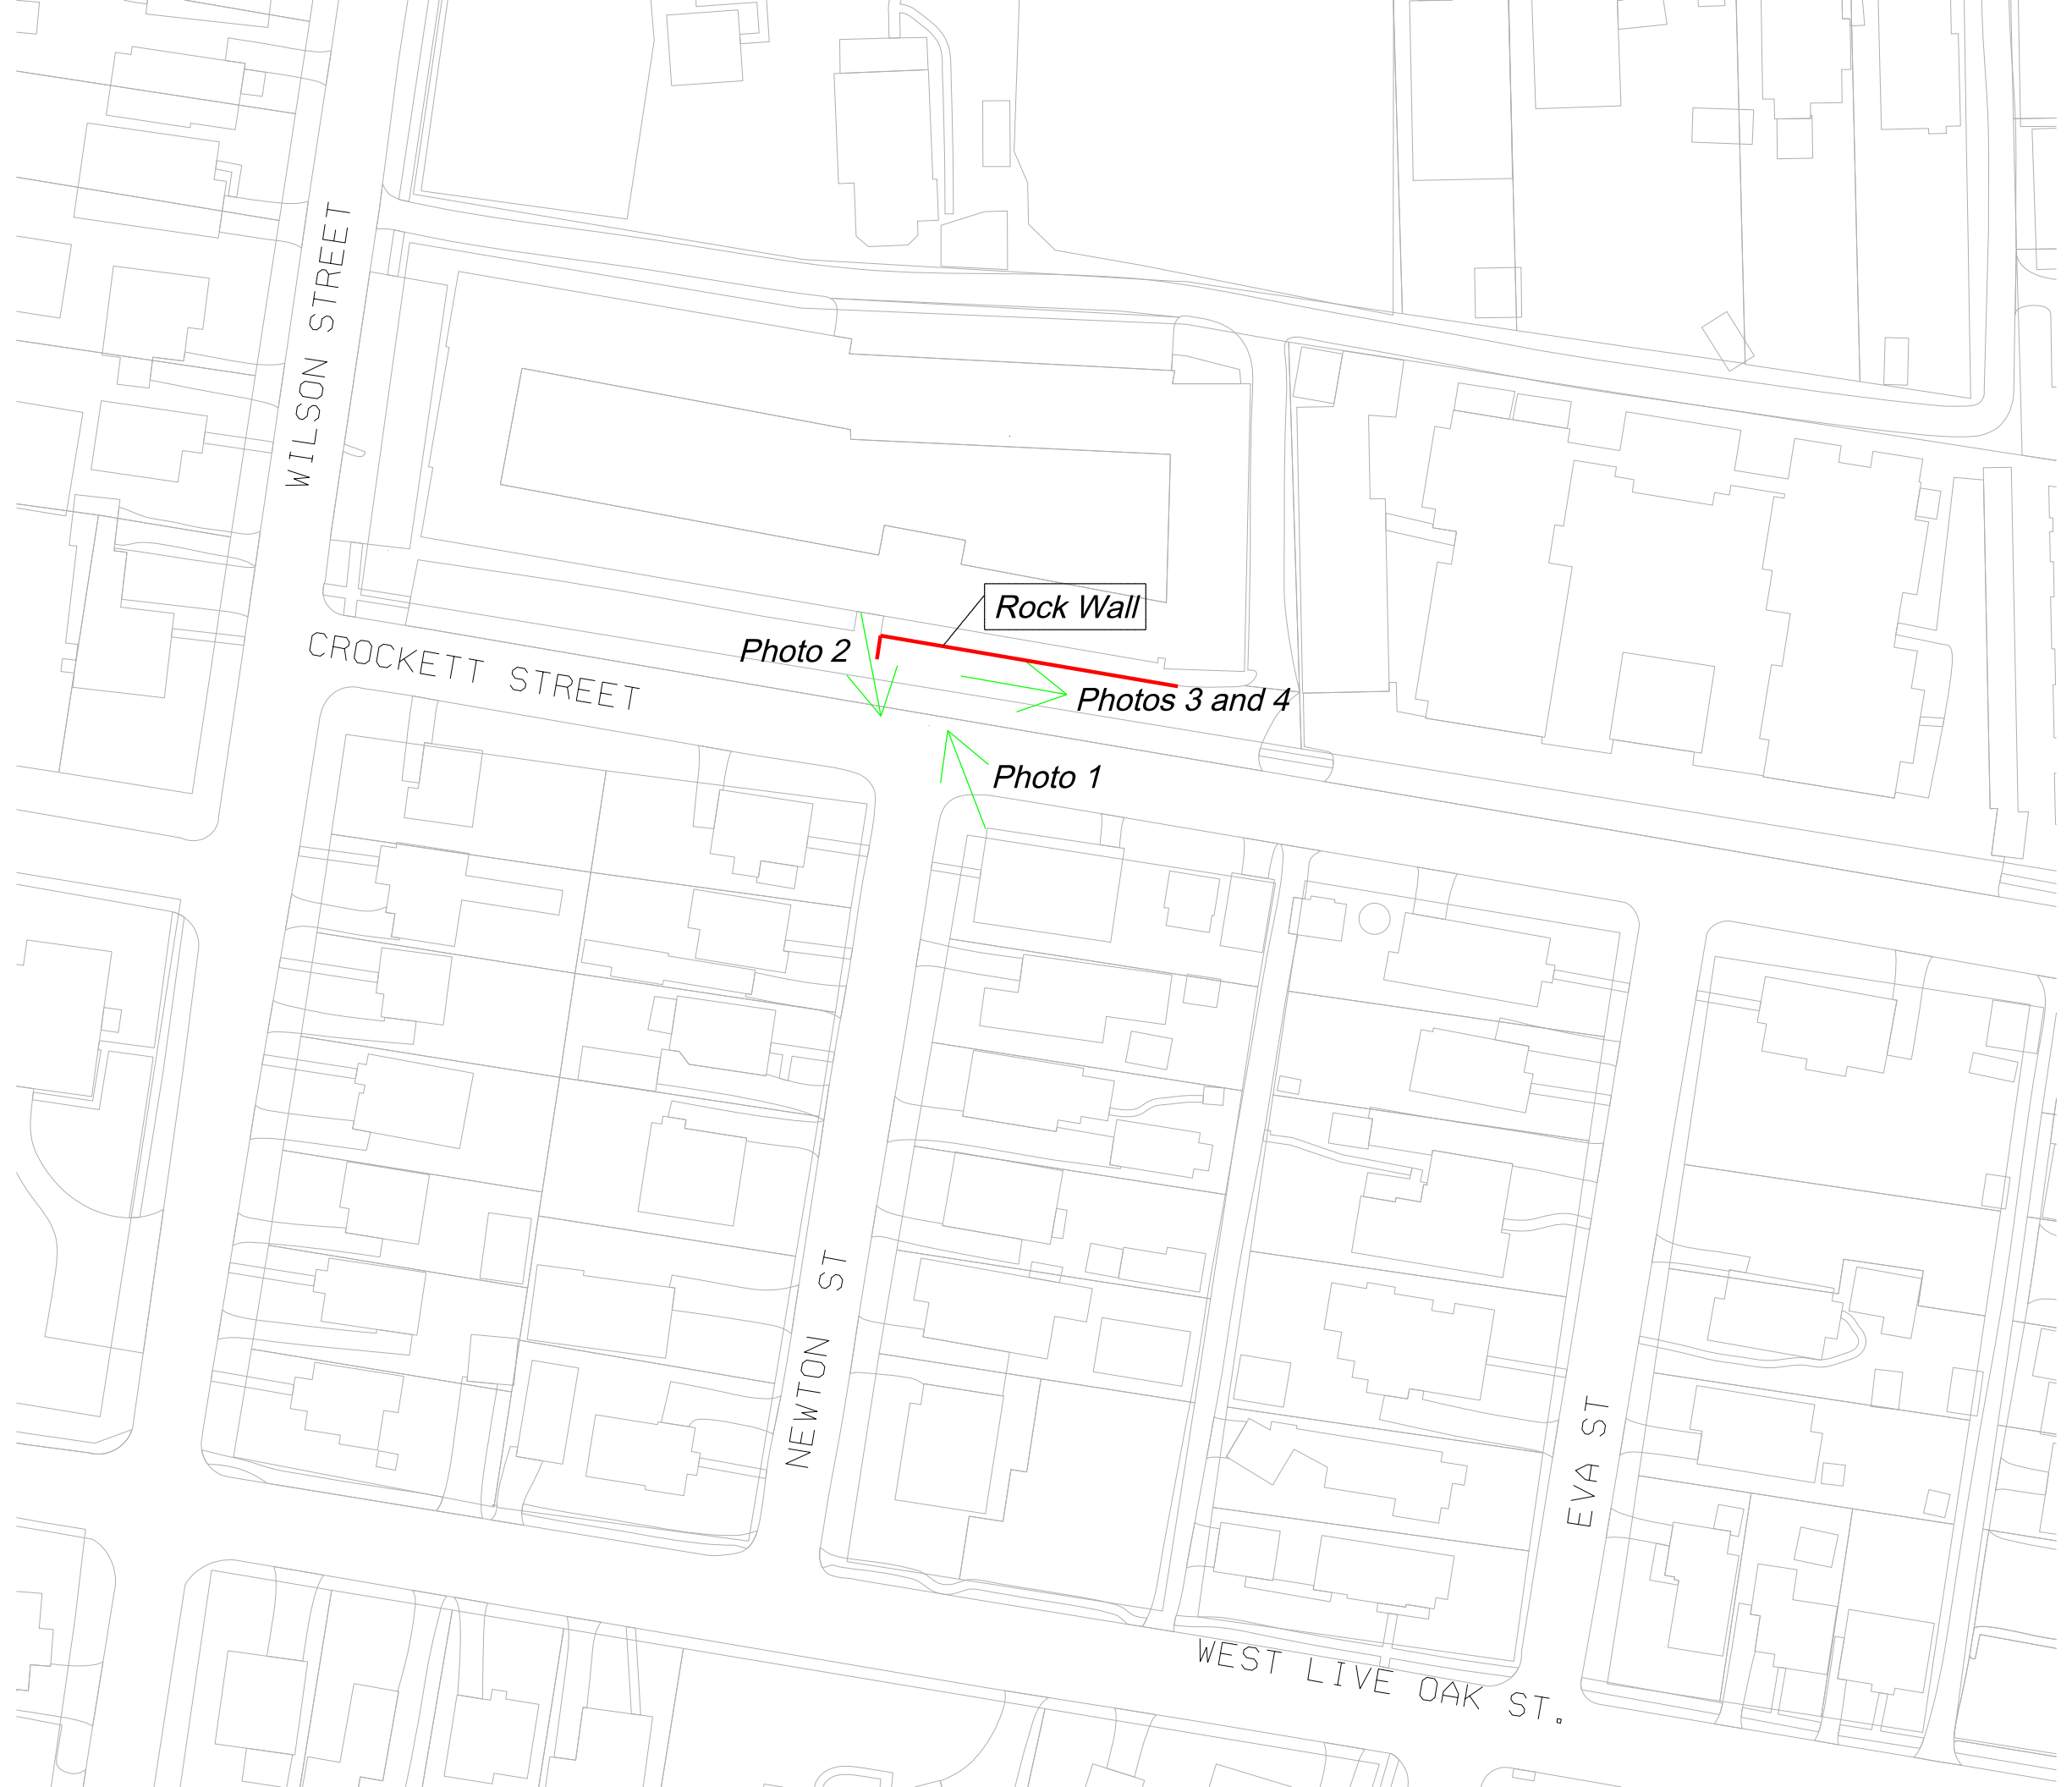 WILSON STREET
Rock Wall
CROCKETT STREET
Photo 2
Photos 3 and 4
Photo 1
NEWTON ST
EVA ST
WEST LIVE OAK ST.